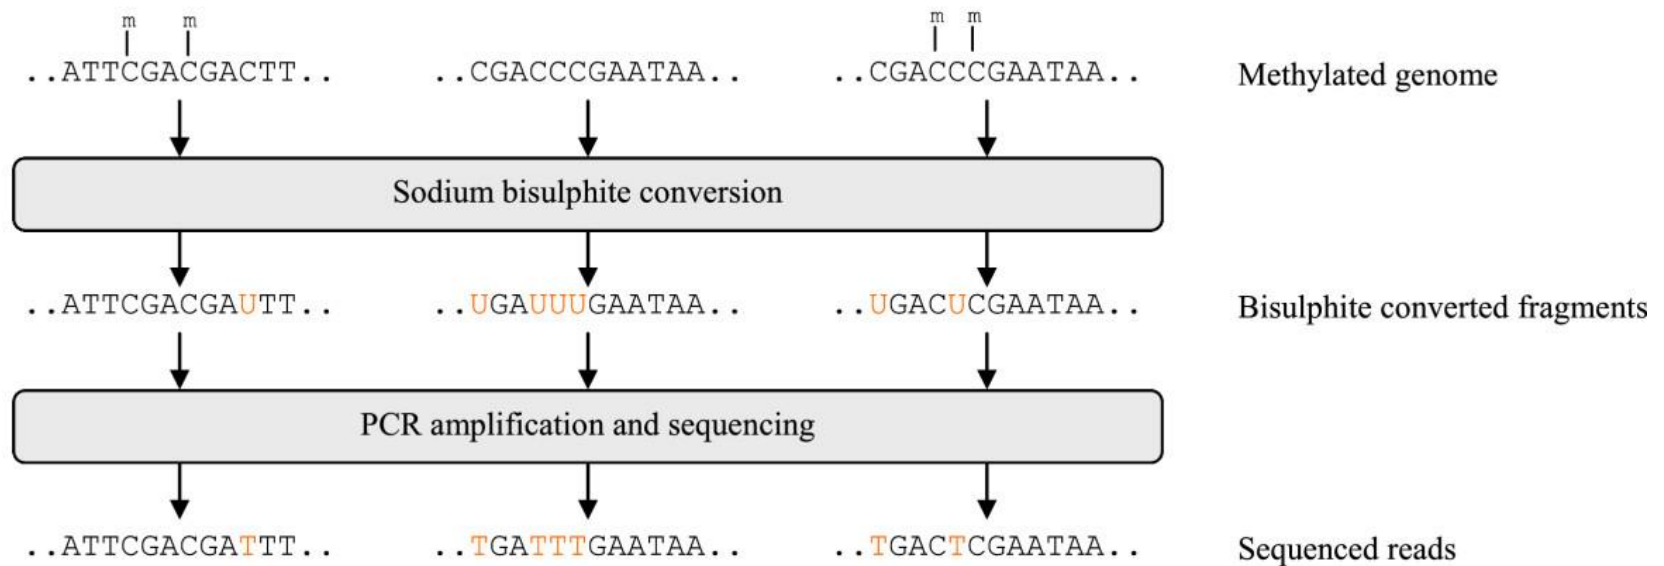 m m m m
..ATTCGACGACTT.. ..CGACCCGAATAA.. ..CGACCCGAATAA.. Methylated genome
Sodium bisulphite conversion
..ATTCGACGAUTT.. ..UGAUUUGAATAA.. ..UGACUCGAATAA.. Bisulphite converted fragments
PCR amplification and sequencing
..ATTCGACGATTT.. ..TGATTTGAATAA.. ..TGACTCGAATAA.. Sequenced reads